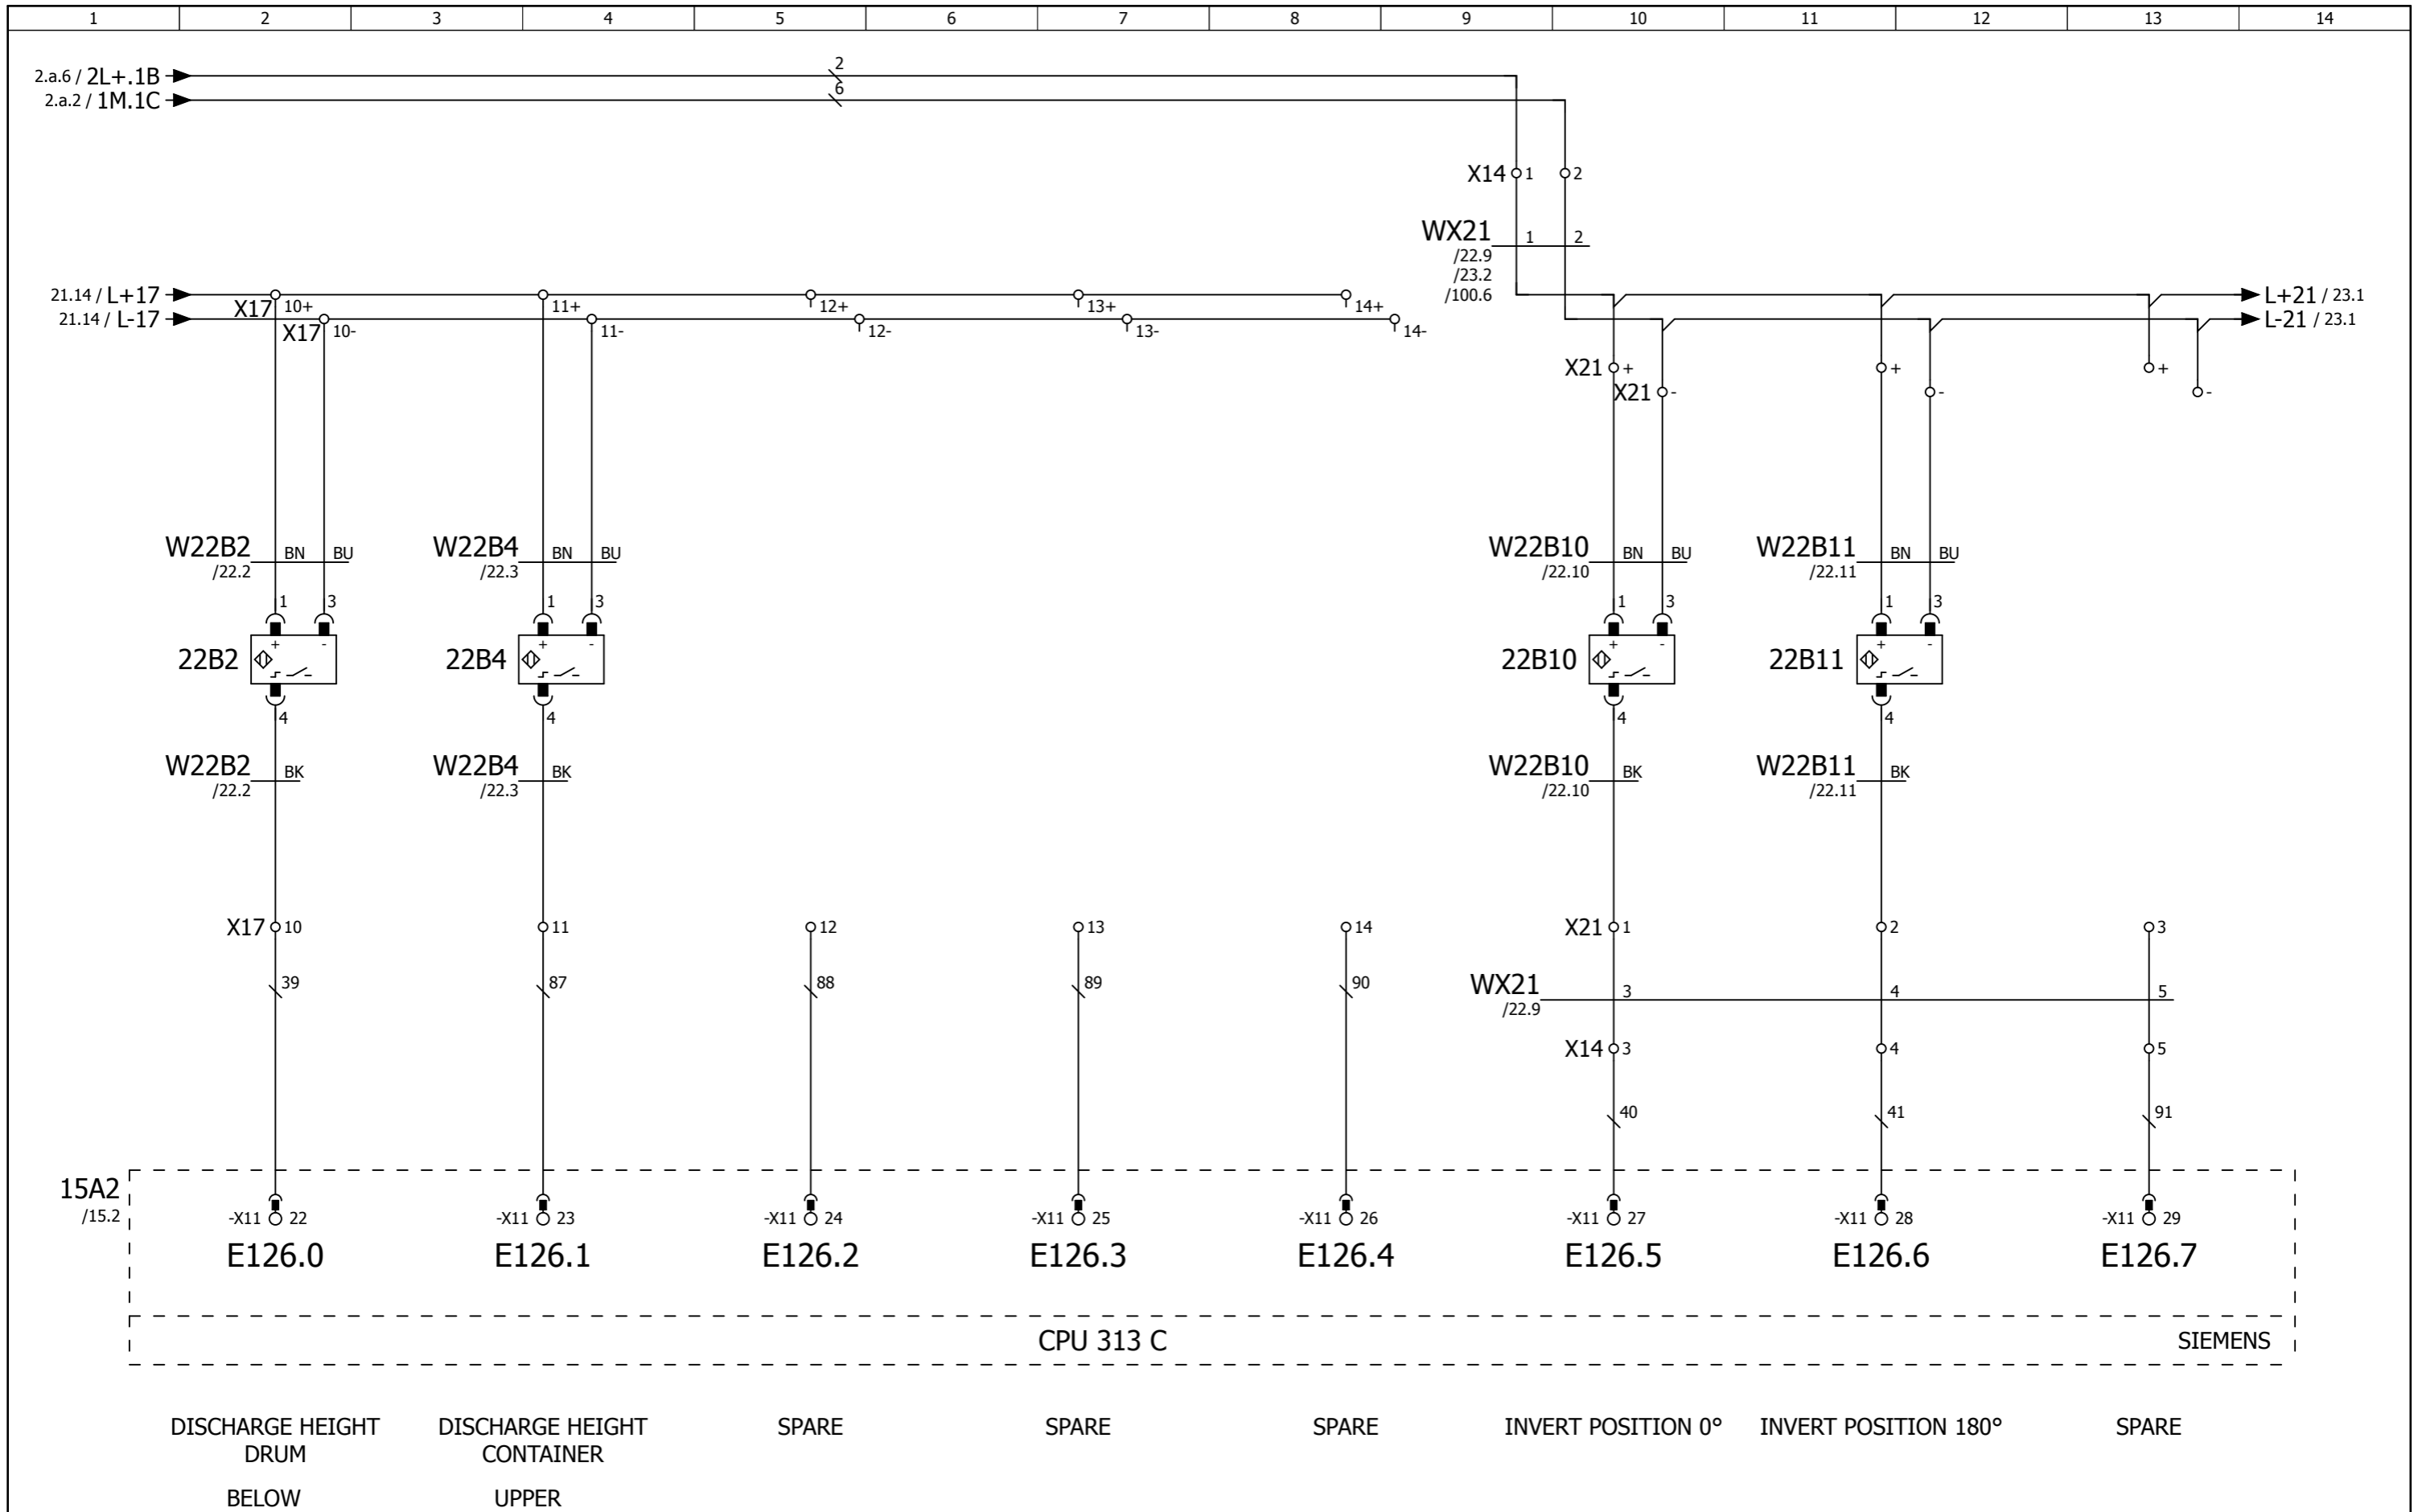 1 2 3 4 5 6 7 8 9 10 11 12 13 14
2.a.6 / 2L+.1B 2
2.a.2 / 1M.1C 6
X14 1 2
WX21 1 2
/22.9
/23.2
/100.6
21.14 / L+17 L+21 / 23.1
X17 10+ 11+ 12+ 13+ 14+
21.14 / L-17 L-21 / 23.1
X17 10- 11- 12- 13- 14-
X21 + + +
X21 - - -
W22B2 BN BU W22B4 BN BU W22B10 BN BU W22B11 BN BU
/22.2 /22.3 /22.10 /22.11
1 3 1 3 1 3 1 3
+ - + - + - + -
22B2 22B4 22B10 22B11
4 4 4 4
W22B2 BK W22B4 BK W22B10 BK W22B11 BK
/22.2 /22.3 /22.10 /22.11
X17 10 11 12 13 14 X21 1 2 3
39 87 88 89 90
WX21 3 4 5
/22.9
X14 3 4 5
40 41 91
15A2
/15.2
-X11 22 -X11 23 -X11 24 -X11 25 -X11 26 -X11 27 -X11 28 -X11 29
E126.0 E126.1 E126.2 E126.3 E126.4 E126.5 E126.6 E126.7
CPU 313 C SIEMENS
DISCHARGE HEIGHT DISCHARGE HEIGHT SPARE SPARE SPARE INVERT POSITION 0° INVERT POSITION 180° SPARE
DRUM CONTAINER
BELOW UPPER